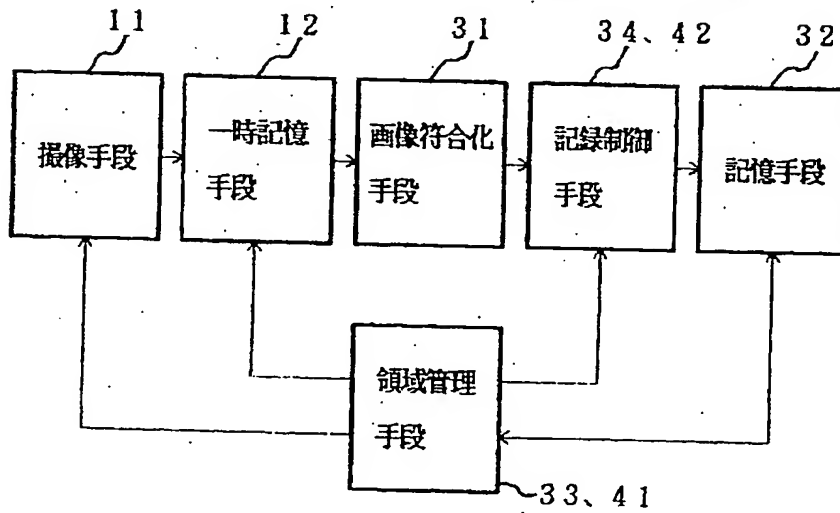 11
12
31
34、42
32
撮像手段
一時記憶
手段
画像符合化
手段
記録制御
手段
記憶手段
領域管理
手段
33、41